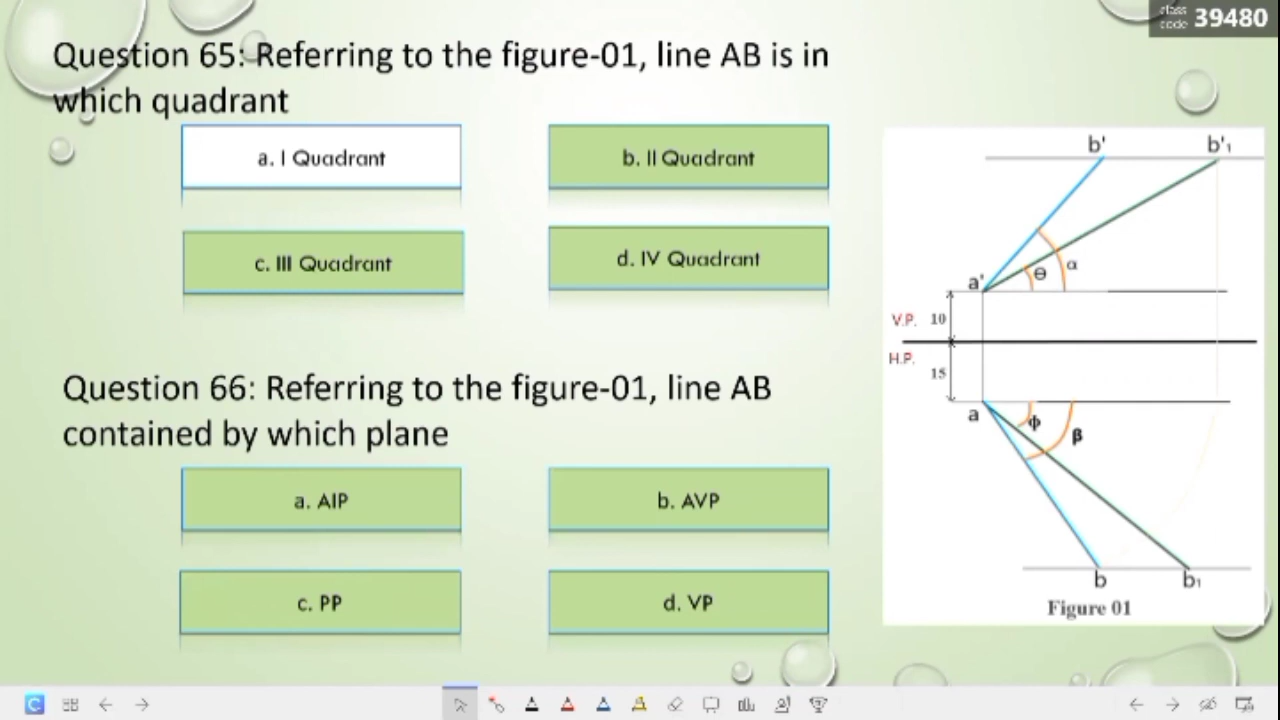 class
code 39480
Question 65: Referring to the figure-01, line AB is in
which quadrant
a. I Quadrant
b. II Quadrant
c. III Quadrant
d. IV Quadrant
Question 66: Referring to the figure-01, line AB
contained by which plane
a. AIP
b. AVP
c. PP
d. VP
b' b'₁
a' θ α
V.P. 10
H.P.
15
a ϕ β
b b₁
Figure 01